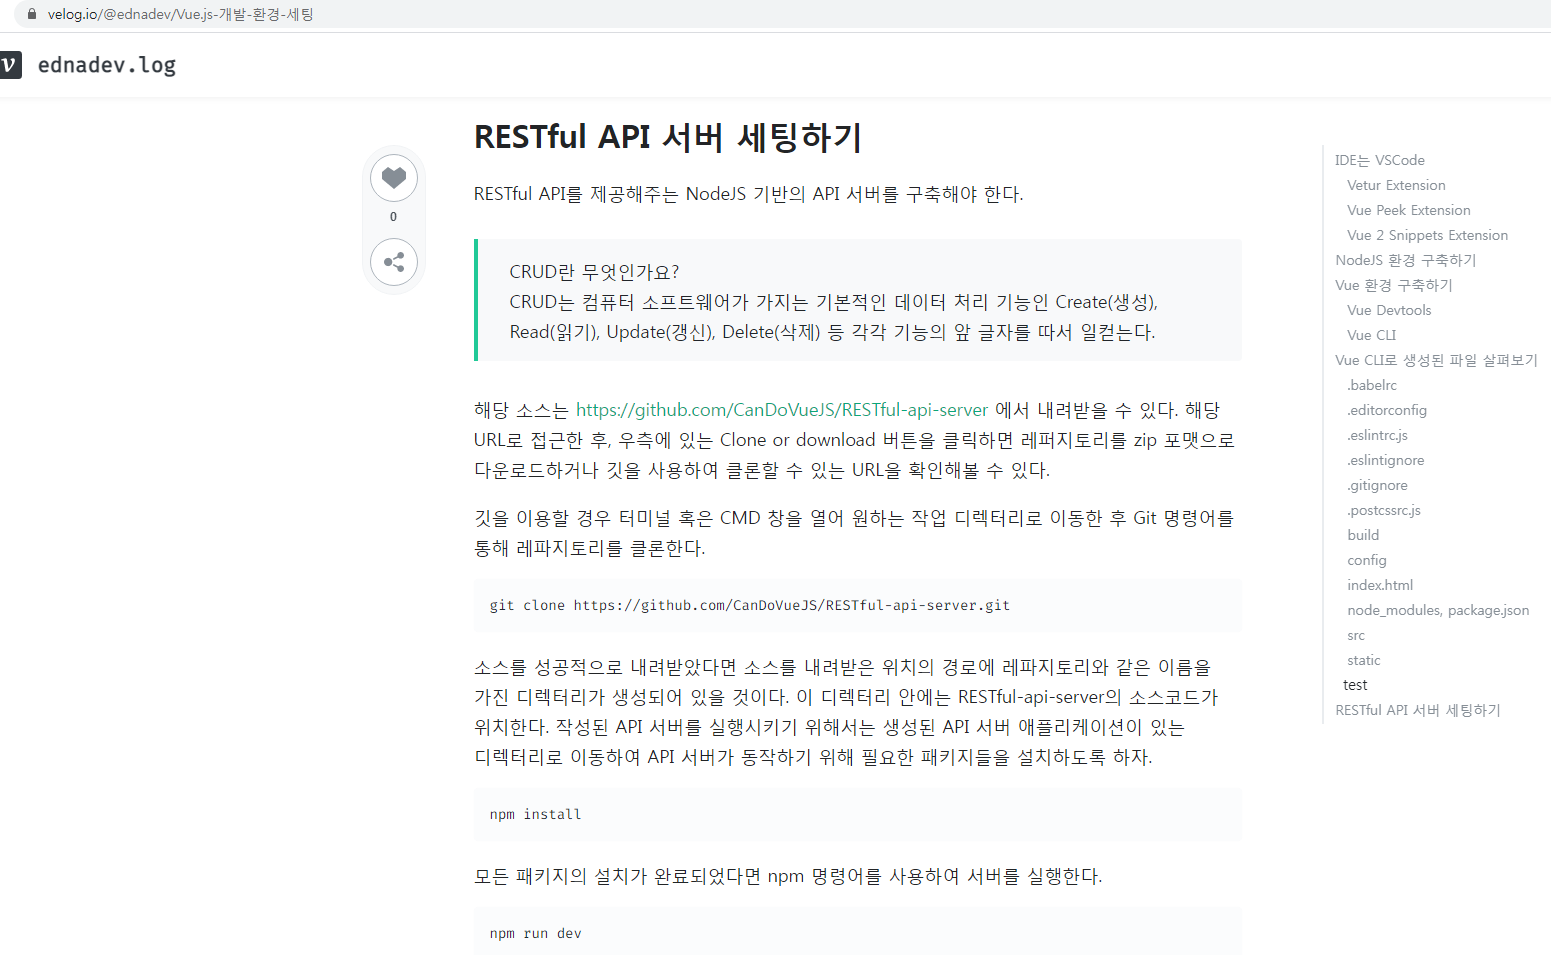 velog.io/@ednadev/Vue.js-개발-환경-세팅
v ednadev.log
RESTful API 서버 세팅하기
RESTful API를 제공해주는 NodeJS 기반의 API 서버를 구축해야 한다.
CRUD란 무엇인가요?
CRUD는 컴퓨터 소프트웨어가 가지는 기본적인 데이터 처리 기능인 Create(생성),
Read(읽기), Update(갱신), Delete(삭제) 등 각각 기능의 앞 글자를 따서 일컫는다.
해당 소스는 https://github.com/CanDoVueJS/RESTful-api-server 에서 내려받을 수 있다. 해당
URL로 접근한 후, 우측에 있는 Clone or download 버튼을 클릭하면 레퍼지토리를 zip 포맷으로
다운로드하거나 깃을 사용하여 클론할 수 있는 URL을 확인해볼 수 있다.
깃을 이용할 경우 터미널 혹은 CMD 창을 열어 원하는 작업 디렉터리로 이동한 후 Git 명령어를
통해 레파지토리를 클론한다.
git clone https://github.com/CanDoVueJS/RESTful-api-server.git
소스를 성공적으로 내려받았다면 소스를 내려받은 위치의 경로에 레파지토리와 같은 이름을
가진 디렉터리가 생성되어 있을 것이다. 이 디렉터리 안에는 RESTful-api-server의 소스코드가
위치한다. 작성된 API 서버를 실행시키기 위해서는 생성된 API 서버 애플리케이션이 있는
디렉터리로 이동하여 API 서버가 동작하기 위해 필요한 패키지들을 설치하도록 하자.
npm install
모든 패키지의 설치가 완료되었다면 npm 명령어를 사용하여 서버를 실행한다.
npm run dev
0
IDE는 VSCode
Vetur Extension
Vue Peek Extension
Vue 2 Snippets Extension
NodeJS 환경 구축하기
Vue 환경 구축하기
Vue Devtools
Vue CLI
Vue CLI로 생성된 파일 살펴보기
.babelrc
.editorconfig
.eslintrc.js
.eslintignore
.gitignore
.postcssrc.js
build
config
index.html
node_modules, package.json
src
static
test
RESTful API 서버 세팅하기